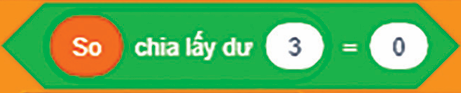 So chia lấy dư 3 = 0